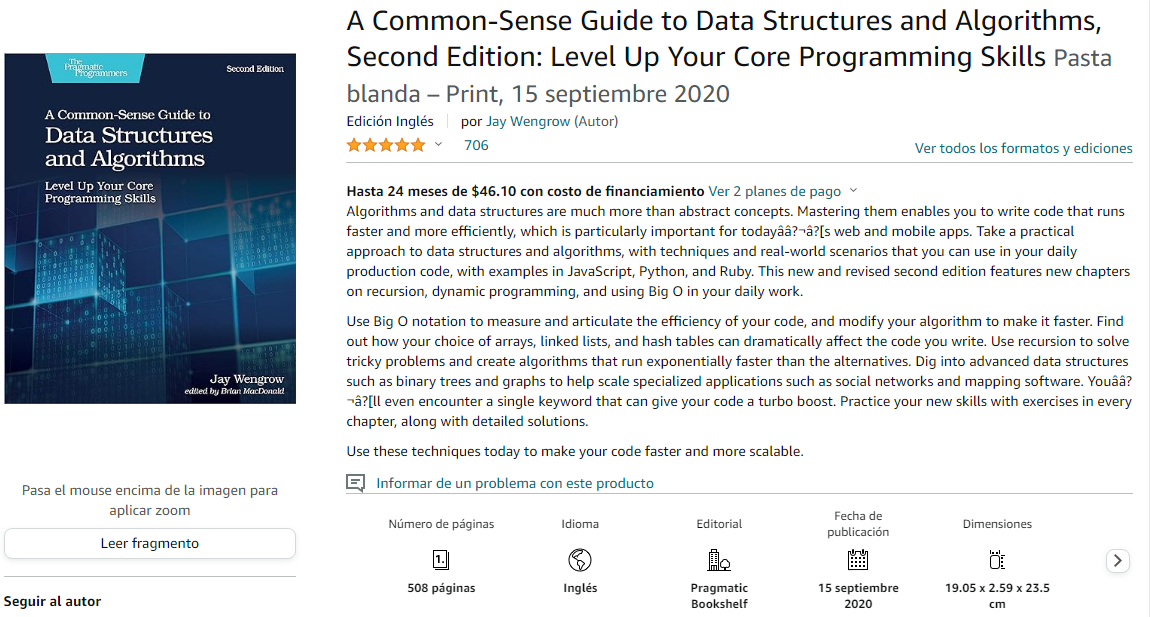 The
Pragmatic
Programmers
Second Edition
A Common-Sense Guide to
Data Structures
and Algorithms
Level Up Your Core
Programming Skills
Jay Wengrow
edited by Brian MacDonald
Pasa el mouse encima de la imagen para
aplicar zoom
Leer fragmento
Seguir al autor
A Common-Sense Guide to Data Structures and Algorithms,
Second Edition: Level Up Your Core Programming Skills Pasta
blanda – Print, 15 septiembre 2020
Edición Inglés por Jay Wengrow (Autor)
706
Ver todos los formatos y ediciones
Hasta 24 meses de $46.10 con costo de financiamiento Ver 2 planes de pago
Algorithms and data structures are much more than abstract concepts. Mastering them enables you to write code that runs
faster and more efficiently, which is particularly important for todayââ?¬â?[s web and mobile apps. Take a practical
approach to data structures and algorithms, with techniques and real-world scenarios that you can use in your daily
production code, with examples in JavaScript, Python, and Ruby. This new and revised second edition features new chapters
on recursion, dynamic programming, and using Big O in your daily work.
Use Big O notation to measure and articulate the efficiency of your code, and modify your algorithm to make it faster. Find
out how your choice of arrays, linked lists, and hash tables can dramatically affect the code you write. Use recursion to solve
tricky problems and create algorithms that run exponentially faster than the alternatives. Dig into advanced data structures
such as binary trees and graphs to help scale specialized applications such as social networks and mapping software. Youââ?
¬â?[ll even encounter a single keyword that can give your code a turbo boost. Practice your new skills with exercises in every
chapter, along with detailed solutions.
Use these techniques today to make your code faster and more scalable.
Informar de un problema con este producto
Número de páginas
1.
508 páginas
Idioma
Inglés
Editorial
Pragmatic
Bookshelf
Fecha de
publicación
15 septiembre
2020
Dimensiones
19.05 x 2.59 x 23.5
cm